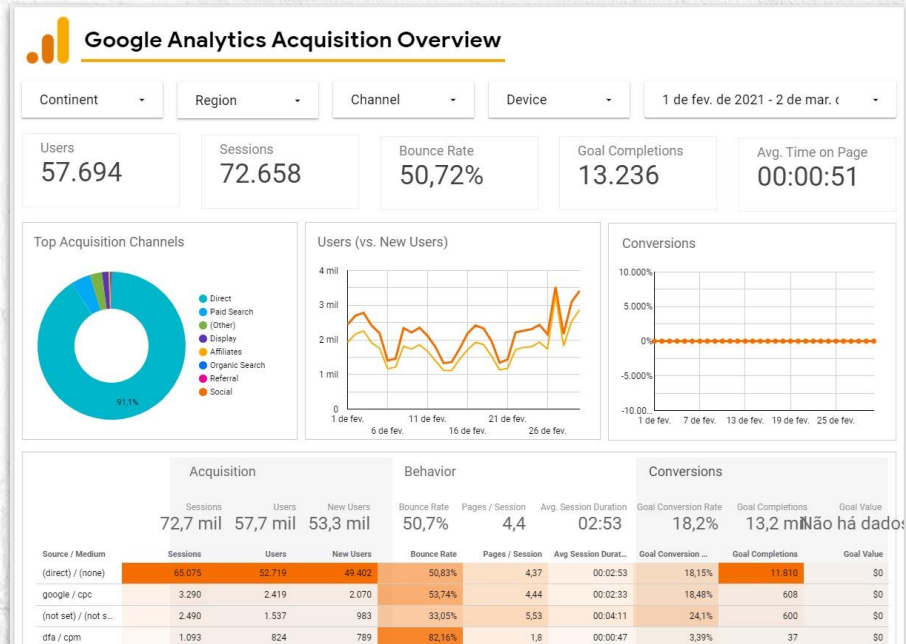 Google Analytics Acquisition Overview
Continent Region Channel Device 1 de fev. de 2021 - 2 de mar. c
Users Sessions Bounce Rate Goal Completions Avg. Time on Page
57.694 72.658 50,72% 13.236 00:00:51
Top Acquisition Channels
91,1%
Direct
Paid Search
(Other)
Display
Affiliates
Organic Search
Referral
Social
Users (vs. New Users)
4 mil
3 mil
2 mil
1 mil
0
1 de fev. 11 de fev. 21 de fev.
6 de fev. 16 de fev. 26 de fev.
Conversions
10.000%
5.000%
0%
-5.000%
-10.00...
1 de fev. 7 de fev. 13 de fev. 19 de fev. 25 de fev.
Acquisition Behavior Conversions
Sessions Users New Users Bounce Rate Pages / Session Avg. Session Duration Goal Conversion Rate Goal Completions Goal Value
72,7 mil 57,7 mil 53,3 mil 50,7% 4,4 02:53 18,2% 13,2 mil Não há dados
Source / Medium Sessions Users New Users Bounce Rate Pages / Session Avg Session Durat... Goal Conversion ... Goal Completions Goal Value
(direct) / (none) 65.075 52.719 49.402 50,83% 4,37 00:02:53 18,15% 11.810 $0
google / cpc 3.290 2.419 2.070 53,74% 4,44 00:02:33 18,48% 608 $0
(not set) / (not s... 2.490 1.537 983 33,05% 5,53 00:04:11 24,1% 600 $0
dfa / cpm 1.093 824 789 82,16% 1,8 00:00:47 3,39% 37 $0